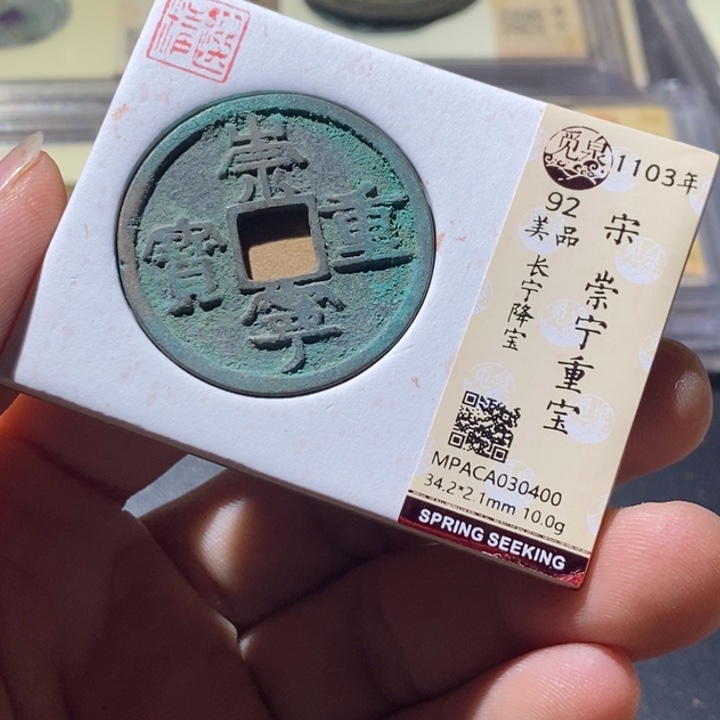 崇
重
寶
寧
觅泉
1103年
92
美品
宋
崇宁重宝
长宁降宝
MPACA030400
34.2*2.1mm 10.0g
SPRING SEEKING